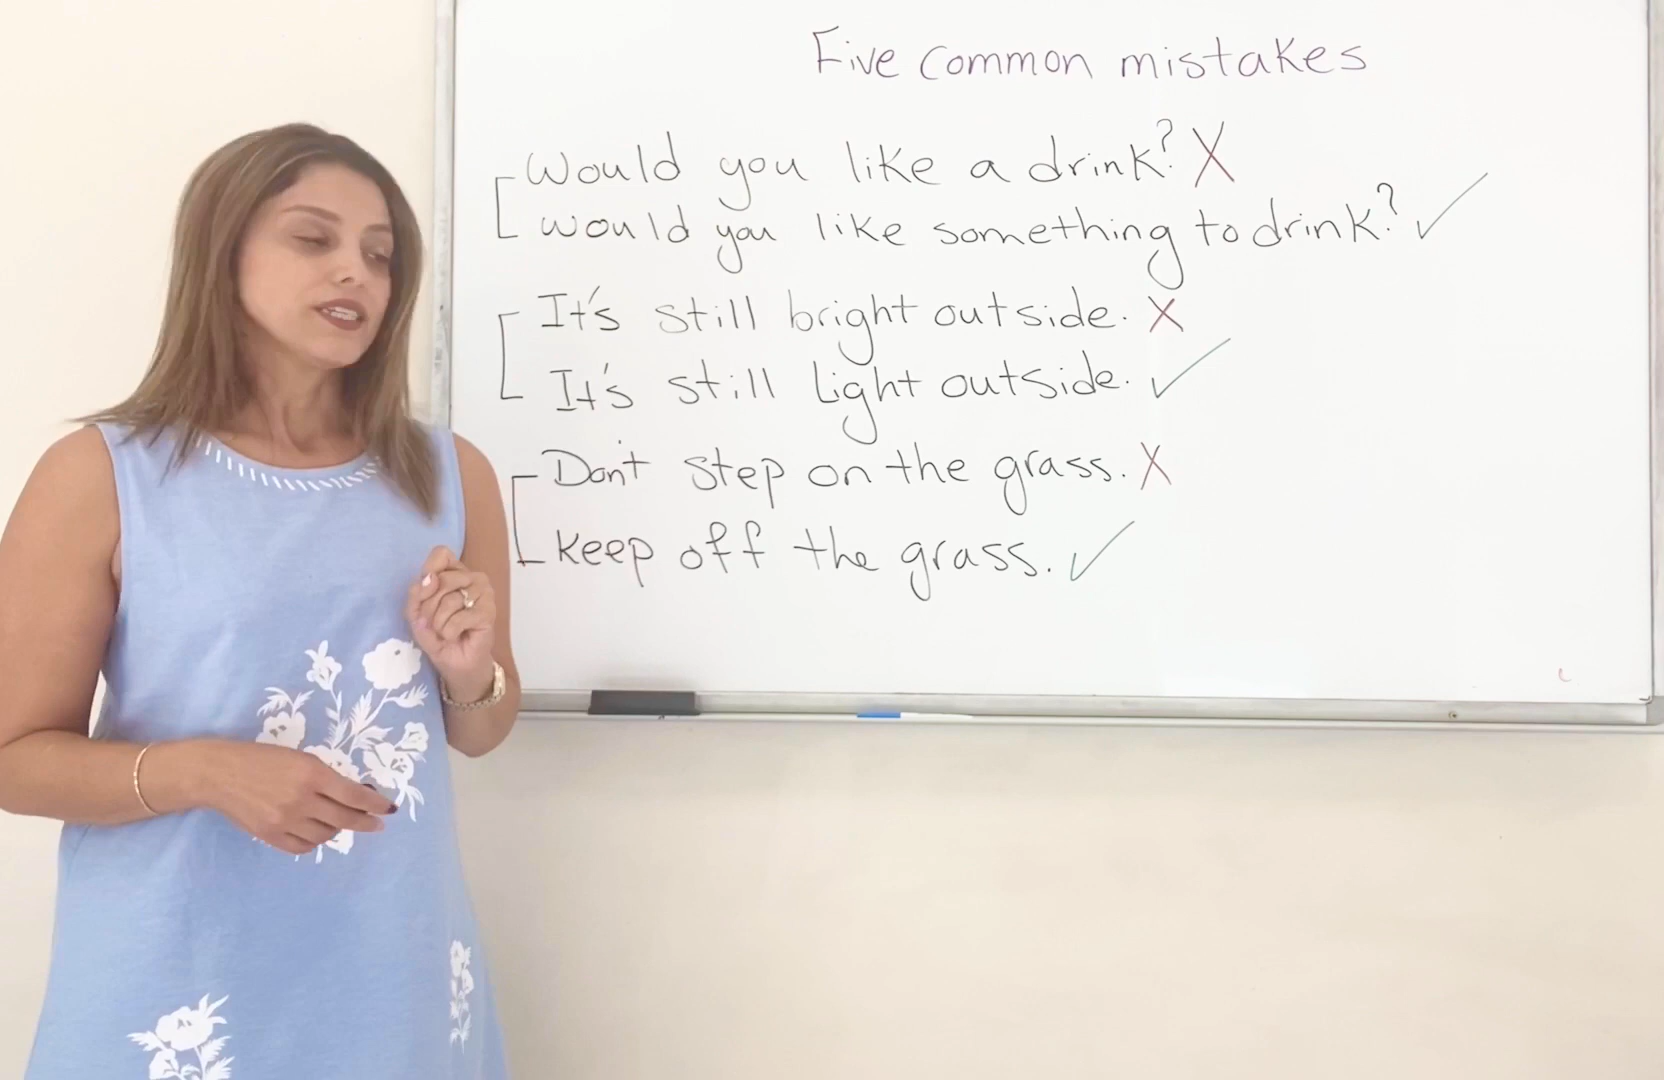 Five common mistakes
Would you like a drink? X
would you like something to drink? ✓
It's still bright outside. X
It's still light outside. ✓
Don't step on the grass. X
keep off the grass. ✓